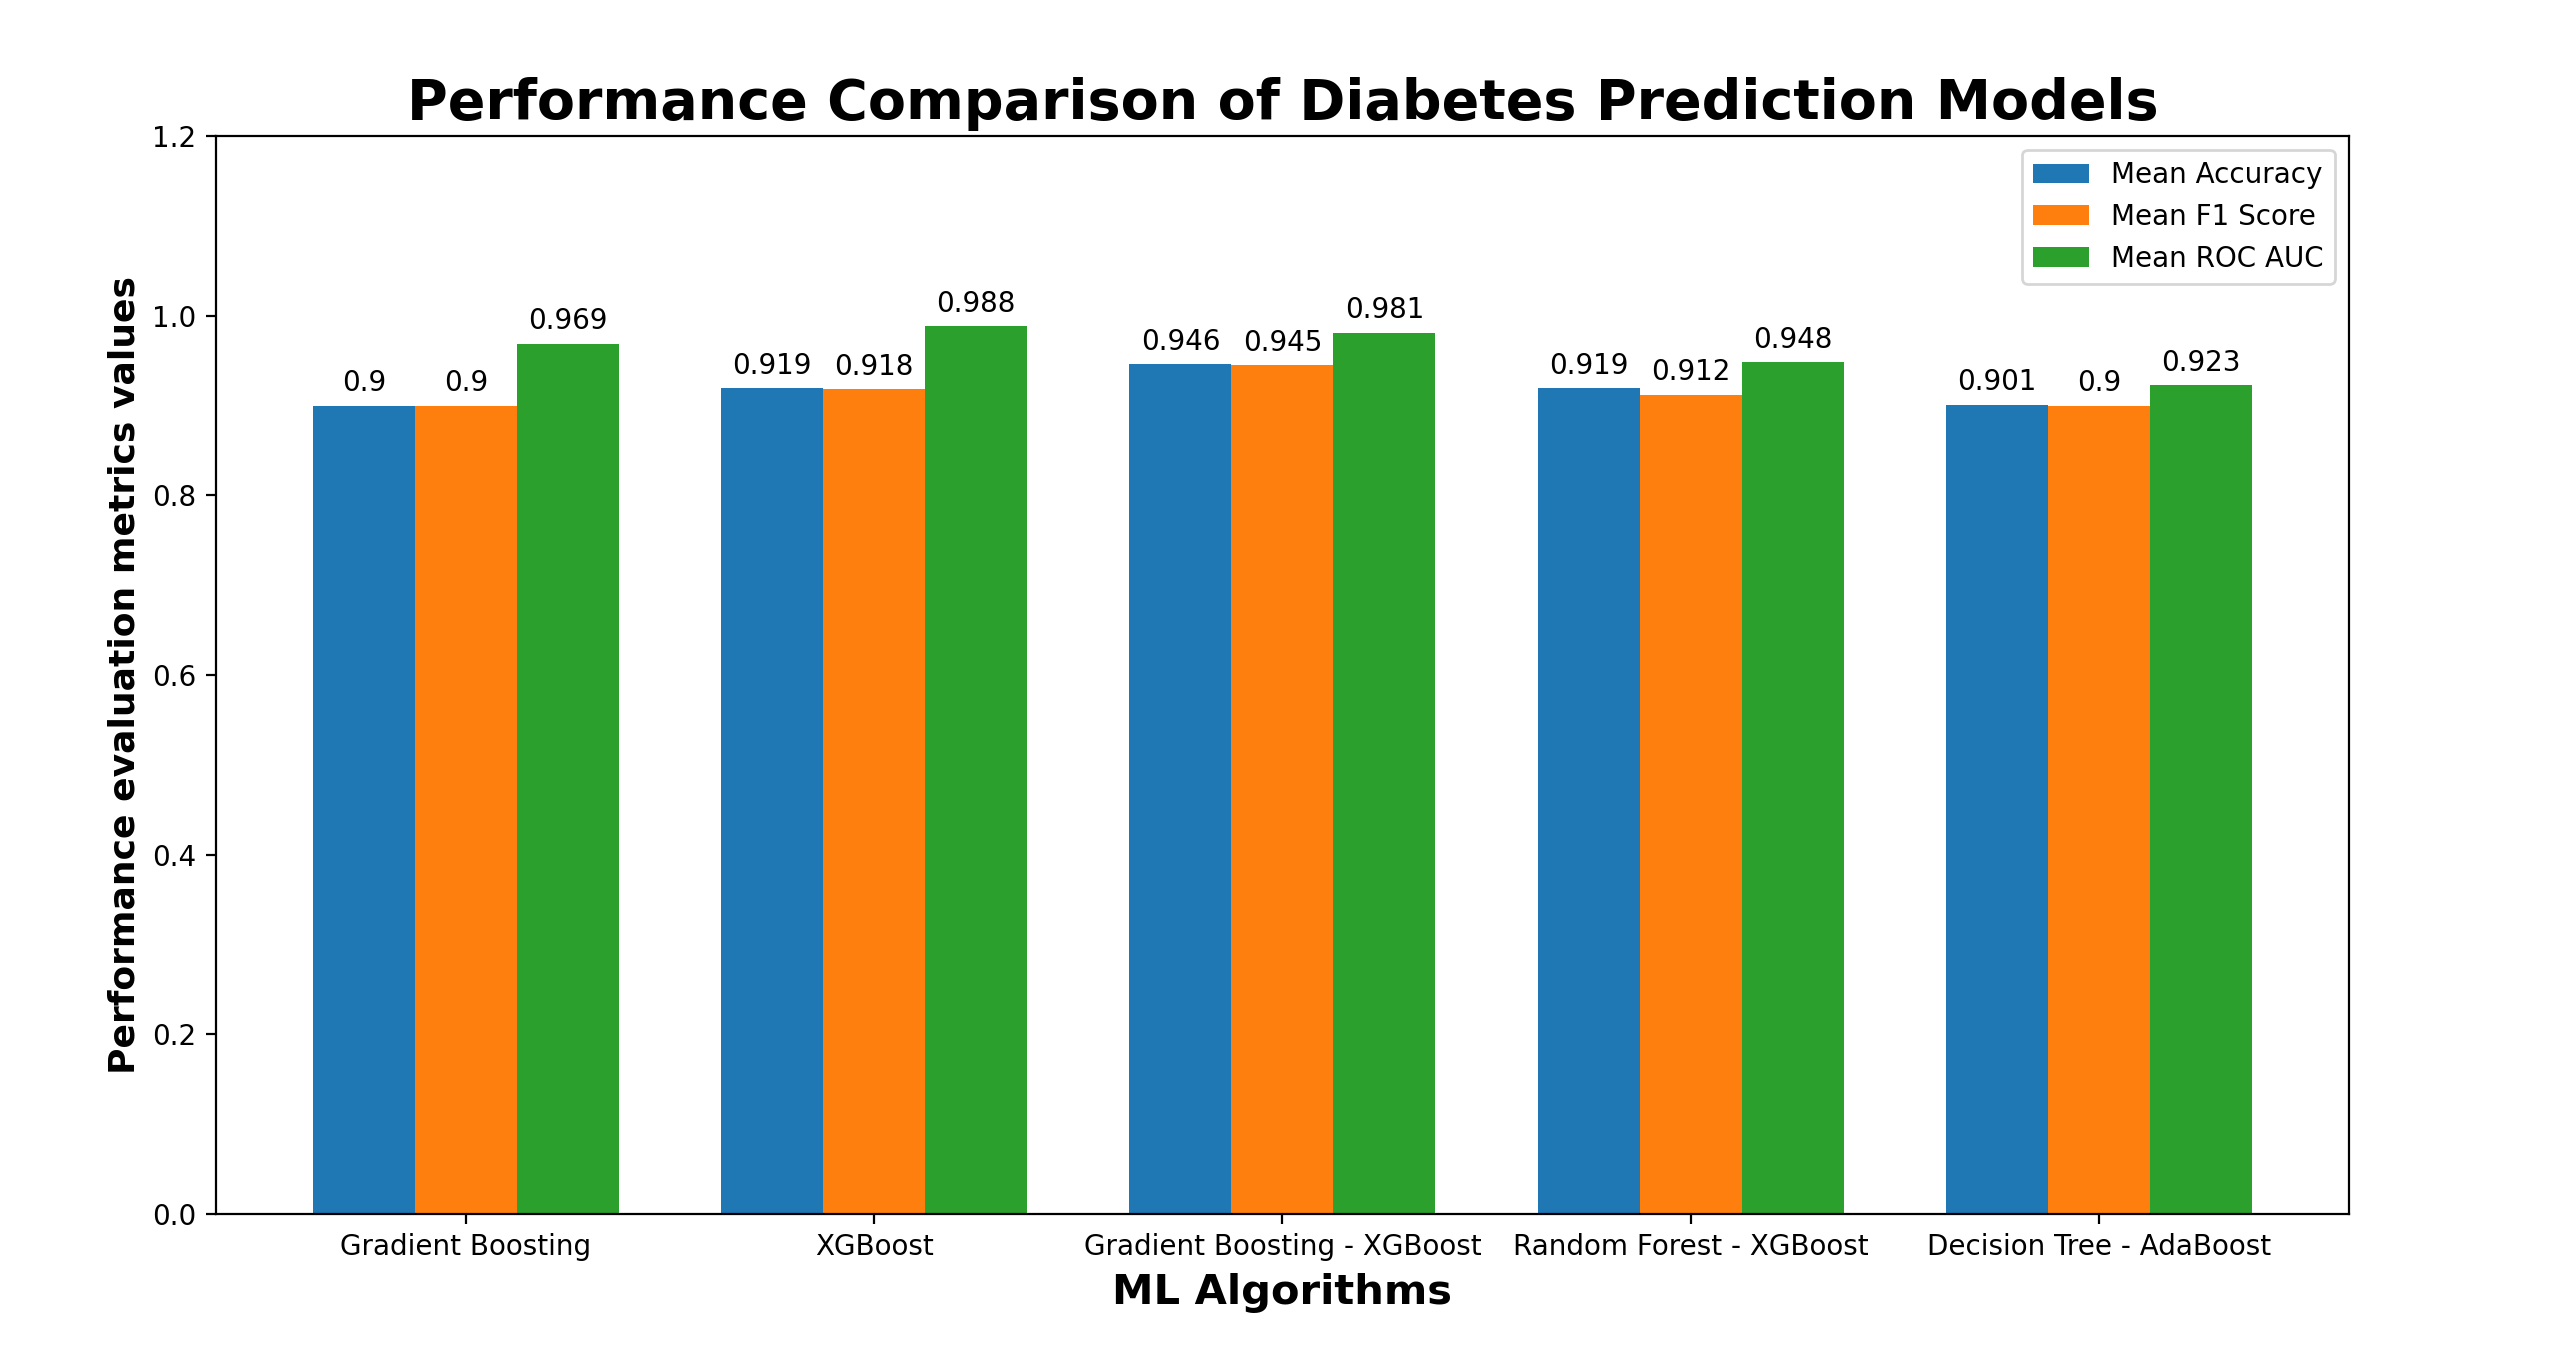 Performance Comparison of Diabetes Prediction Models
Performance evaluation metrics values
1.2
1.0
0.8
0.6
0.4
0.2
0.0
Mean Accuracy
Mean F1 Score
Mean ROC AUC
0.9 0.9 0.969
0.919 0.918 0.988
0.946 0.945 0.981
0.919 0.912 0.948
0.901 0.9 0.923
Gradient Boosting XGBoost Gradient Boosting - XGBoost Random Forest - XGBoost Decision Tree - AdaBoost
ML Algorithms